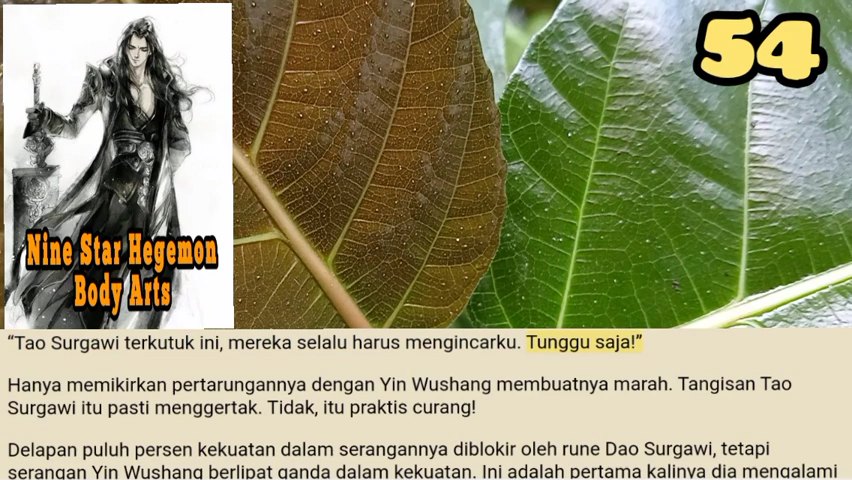 54
Nine Star Hegemon
Body Arts
“Tao Surgawi terkutuk ini, mereka selalu harus mengincarku. Tunggu saja!”
Hanya memikirkan pertarungannya dengan Yin Wushang membuatnya marah. Tangisan Tao
Surgawi itu pasti menggertak. Tidak, itu praktis curang!
Delapan puluh persen kekuatan dalam serangannya diblokir oleh rune Dao Surgawi, tetapi
serangan Yin Wushang berlipat ganda dalam kekuatan. Ini adalah pertama kalinya dia mengalami